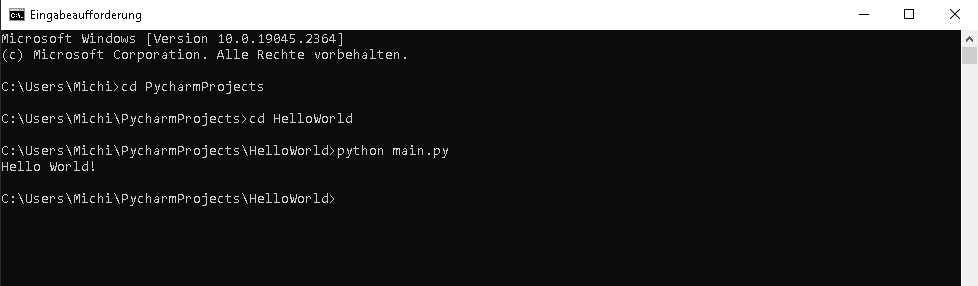 Eingabeaufforderung
Microsoft Windows [Version 10.0.19045.2364]
(c) Microsoft Corporation. Alle Rechte vorbehalten.
C:\Users\Michi>cd PycharmProjects
C:\Users\Michi\PycharmProjects>cd HelloWorld
C:\Users\Michi\PycharmProjects\HelloWorld>python main.py
Hello World!
C:\Users\Michi\PycharmProjects\HelloWorld>